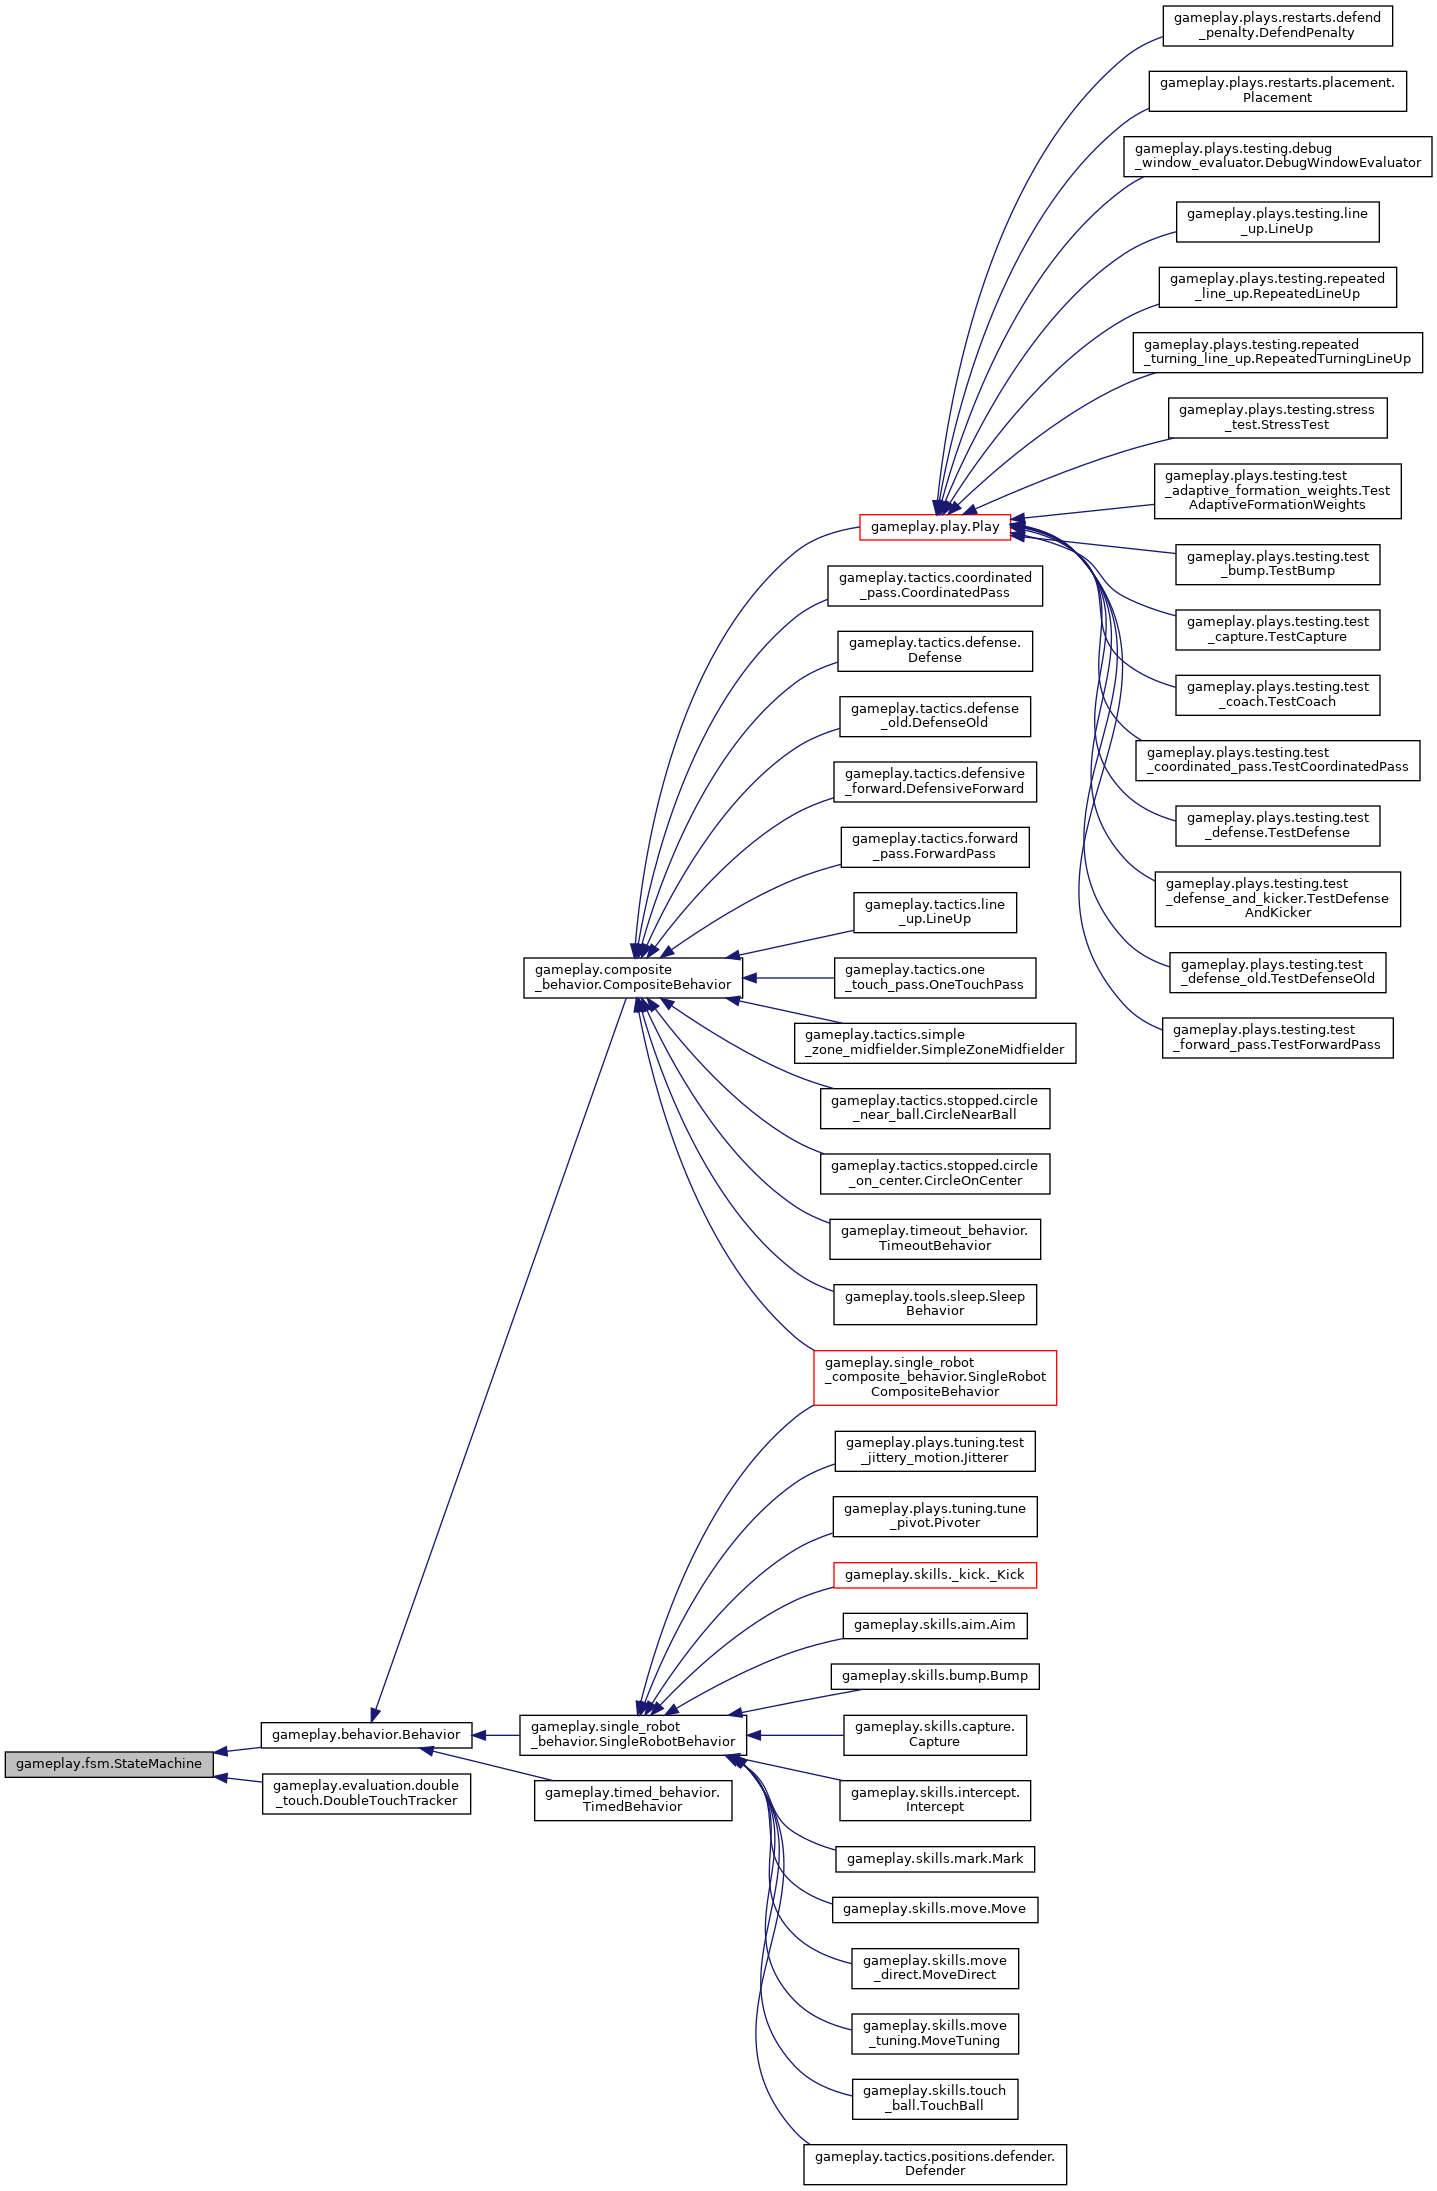 gameplay.plays.restarts.defend
_penalty.DefendPenalty
gameplay.plays.restarts.placement.
Placement
gameplay.plays.testing.debug
_window_evaluator.DebugWindowEvaluator
gameplay.plays.testing.line
_up.LineUp
gameplay.plays.testing.repeated
_line_up.RepeatedLineUp
gameplay.plays.testing.repeated
_turning_line_up.RepeatedTurningLineUp
gameplay.plays.testing.stress
_test.StressTest
gameplay.plays.testing.test
_adaptive_formation_weights.Test
AdaptiveFormationWeights
gameplay.play.Play
gameplay.plays.testing.test
_bump.TestBump
gameplay.plays.testing.test
_capture.TestCapture
gameplay.plays.testing.test
_coach.TestCoach
gameplay.plays.testing.test
_coordinated_pass.TestCoordinatedPass
gameplay.plays.testing.test
_defense.TestDefense
gameplay.plays.testing.test
_defense_and_kicker.TestDefense
AndKicker
gameplay.plays.testing.test
_defense_old.TestDefenseOld
gameplay.plays.testing.test
_forward_pass.TestForwardPass
gameplay.tactics.coordinated
_pass.CoordinatedPass
gameplay.tactics.defense.
Defense
gameplay.tactics.defense
_old.DefenseOld
gameplay.tactics.defensive
_forward.DefensiveForward
gameplay.tactics.forward
_pass.ForwardPass
gameplay.tactics.line
_up.LineUp
gameplay.composite
_behavior.CompositeBehavior
gameplay.tactics.one
_touch_pass.OneTouchPass
gameplay.tactics.simple
_zone_midfielder.SimpleZoneMidfielder
gameplay.tactics.stopped.circle
_near_ball.CircleNearBall
gameplay.tactics.stopped.circle
_on_center.CircleOnCenter
gameplay.timeout_behavior.
TimeoutBehavior
gameplay.tools.sleep.Sleep
Behavior
gameplay.single_robot
_composite_behavior.SingleRobot
CompositeBehavior
gameplay.plays.tuning.test
_jittery_motion.Jitterer
gameplay.plays.tuning.tune
_pivot.Pivoter
gameplay.skills._kick._Kick
gameplay.skills.aim.Aim
gameplay.skills.bump.Bump
gameplay.behavior.Behavior
gameplay.single_robot
_behavior.SingleRobotBehavior
gameplay.skills.capture.
Capture
gameplay.fsm.StateMachine
gameplay.evaluation.double
_touch.DoubleTouchTracker
gameplay.timed_behavior.
TimedBehavior
gameplay.skills.intercept.
Intercept
gameplay.skills.mark.Mark
gameplay.skills.move.Move
gameplay.skills.move
_direct.MoveDirect
gameplay.skills.move
_tuning.MoveTuning
gameplay.skills.touch
_ball.TouchBall
gameplay.tactics.positions.defender.
Defender